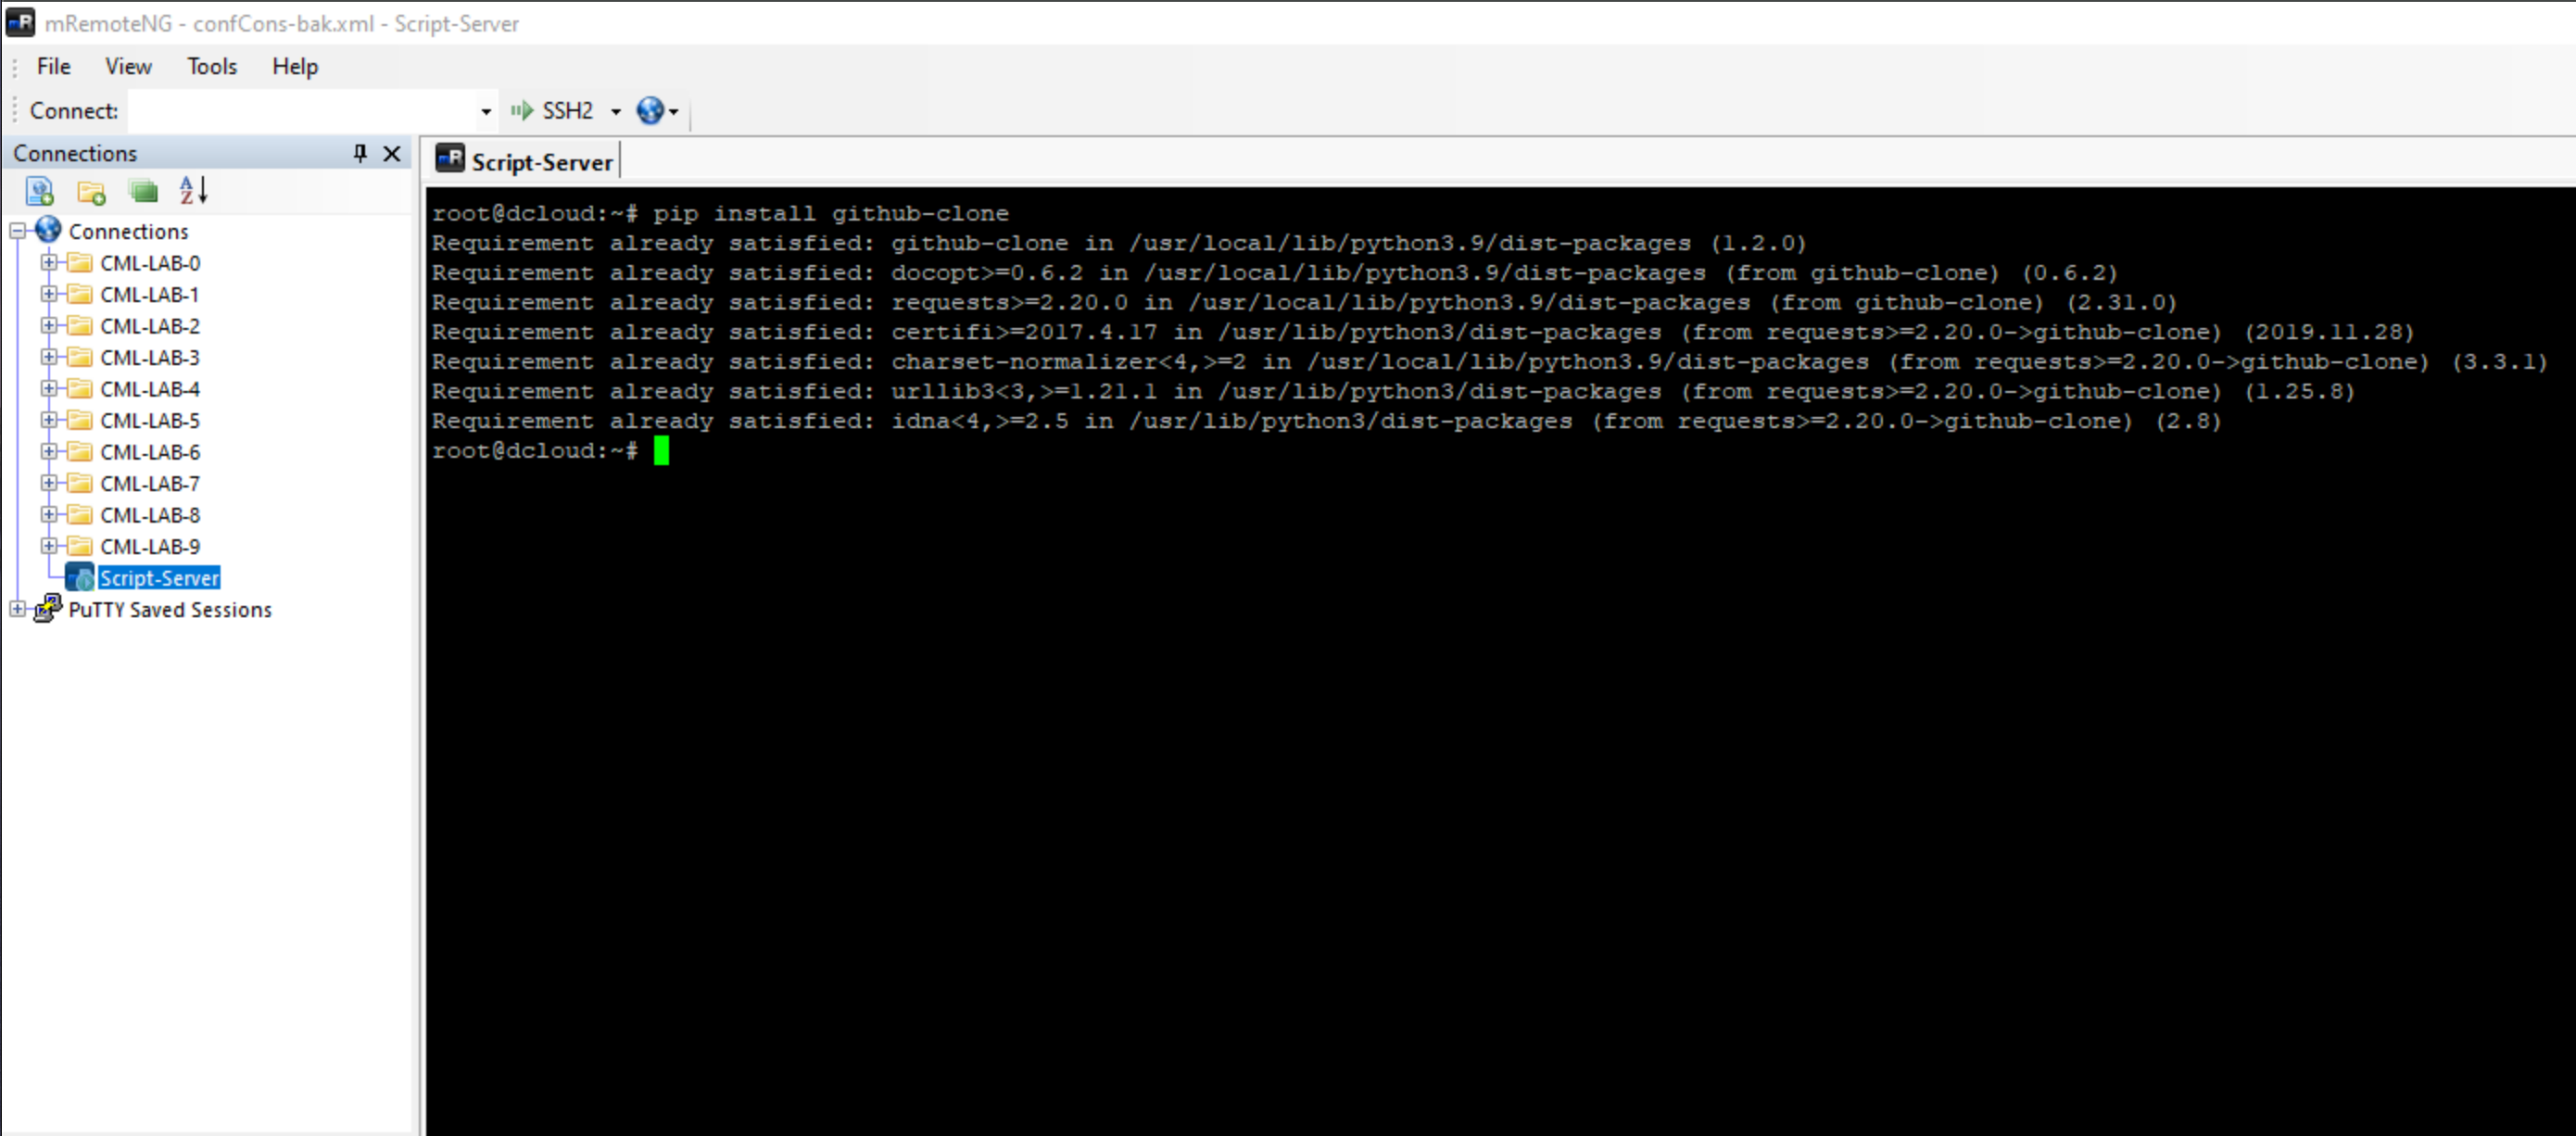 mRemoteNG - confCons-bak.xml - Script-Server
File View Tools Help
Connect: SSH2
Connections
Script-Server
Connections
CML-LAB-0
CML-LAB-1
CML-LAB-2
CML-LAB-3
CML-LAB-4
CML-LAB-5
CML-LAB-6
CML-LAB-7
CML-LAB-8
CML-LAB-9
Script-Server
PuTTY Saved Sessions
root@dcloud:~# pip install github-clone
Requirement already satisfied: github-clone in /usr/local/lib/python3.9/dist-packages (1.2.0)
Requirement already satisfied: docopt>=0.6.2 in /usr/local/lib/python3.9/dist-packages (from github-clone) (0.6.2)
Requirement already satisfied: requests>=2.20.0 in /usr/local/lib/python3.9/dist-packages (from github-clone) (2.31.0)
Requirement already satisfied: certifi>=2017.4.17 in /usr/lib/python3/dist-packages (from requests>=2.20.0->github-clone) (2019.11.28)
Requirement already satisfied: charset-normalizer<4,>=2 in /usr/local/lib/python3.9/dist-packages (from requests>=2.20.0->github-clone) (3.3.1)
Requirement already satisfied: urllib3<3,>=1.21.1 in /usr/lib/python3/dist-packages (from requests>=2.20.0->github-clone) (1.25.8)
Requirement already satisfied: idna<4,>=2.5 in /usr/lib/python3/dist-packages (from requests>=2.20.0->github-clone) (2.8)
root@dcloud:~#